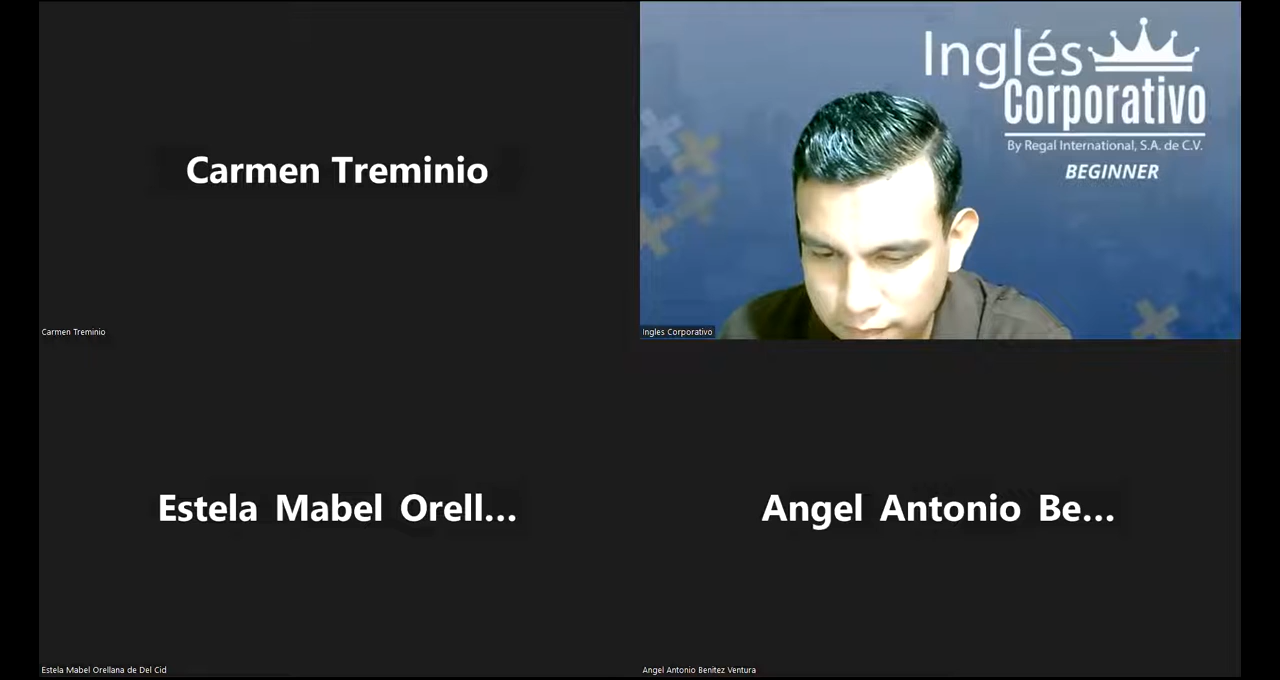 Carmen Treminio
Carmen Treminio
Inglés
Corporativo
By Regal International, S.A. de C.V.
BEGINNER
Ingles Corporativo
Estela Mabel Orell...
Estela Mabel Orellana de Del Cid
Angel Antonio Be...
Angel Antonio Benitez Ventura